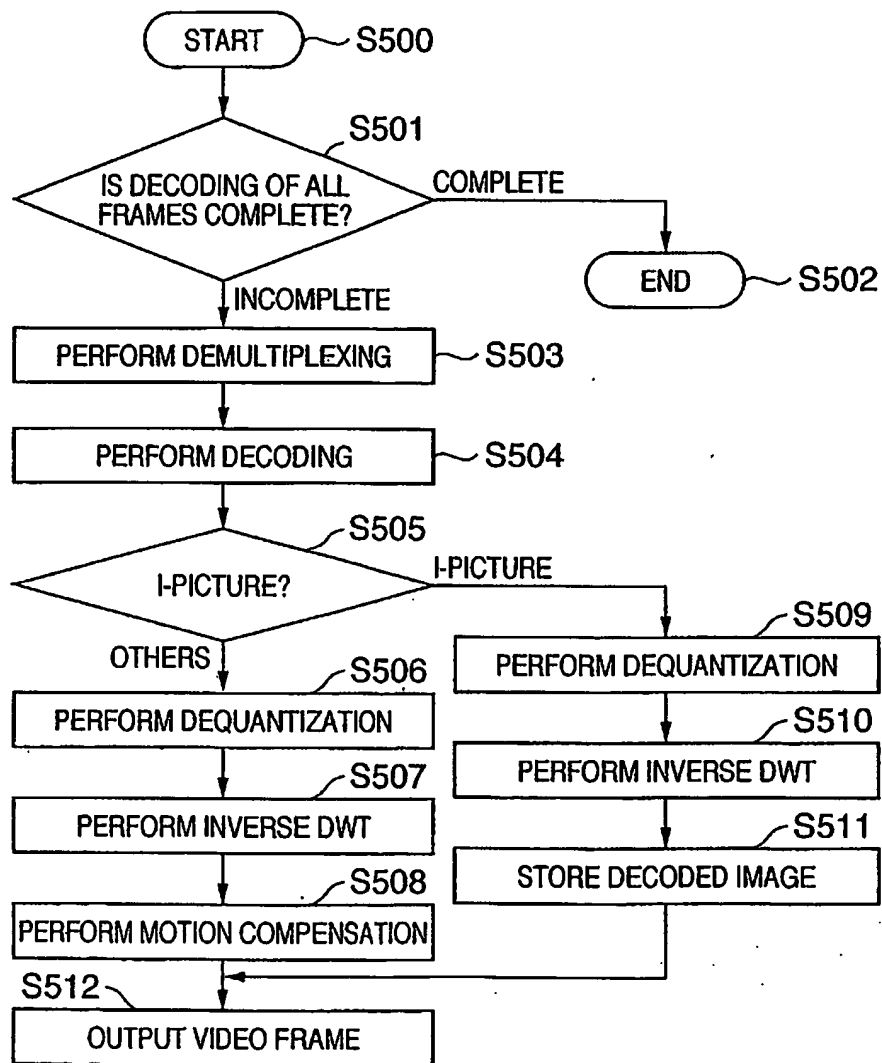 START
S500
S501
IS DECODING OF ALL
FRAMES COMPLETE?
COMPLETE
END
S502
INCOMPLETE
PERFORM DEMULTIPLEXING
S503
PERFORM DECODING
S504
S505
I-PICTURE?
I-PICTURE
OTHERS
S506
PERFORM DEQUANTIZATION
S507
PERFORM INVERSE DWT
S508
PERFORM MOTION COMPENSATION
S509
PERFORM DEQUANTIZATION
S510
PERFORM INVERSE DWT
S511
STORE DECODED IMAGE
S512
OUTPUT VIDEO FRAME